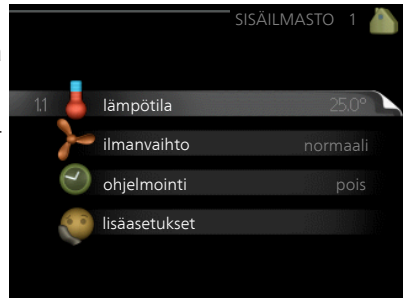 SISÄILMASTO 1
1.1 lämpötila 25.0°
ilmanvaihto normaali
ohjelmointi pois
lisäasetukset